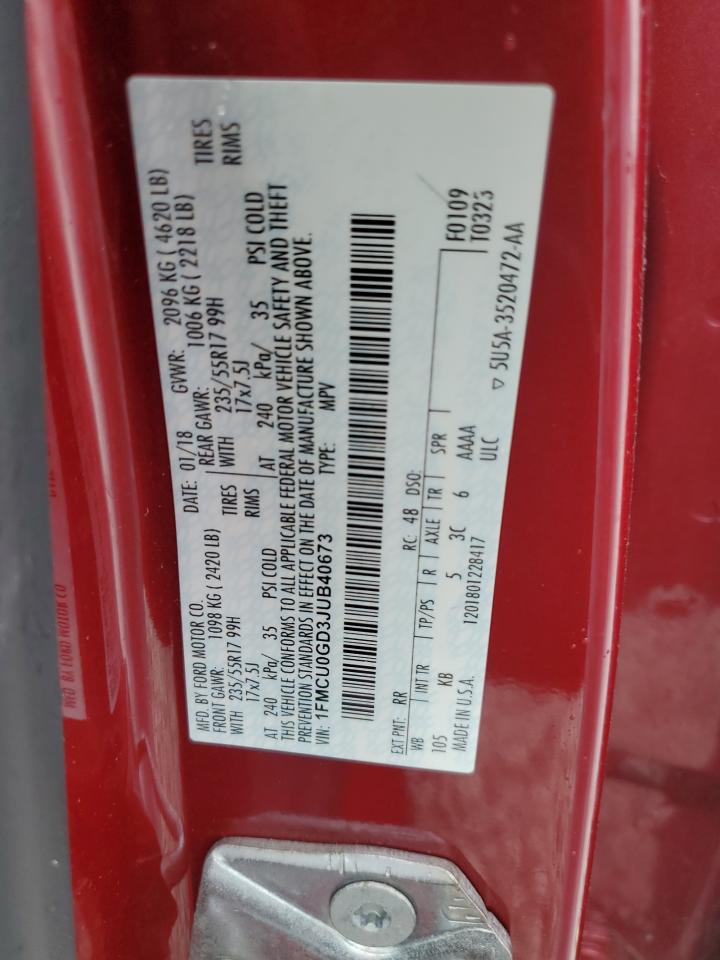 MFD. BY FORD MOTOR CO. DATE: 01/18 GVWR: 2096 KG ( 4620 LB)
FRONT GAWR: 1098 KG ( 2420 LB) REAR GAWR: 1006 KG ( 2218 LB)
WITH 235/55R17 99H TIRES WITH 235/55R17 99H TIRES
17x7.5J RIMS 17x7.5J RIMS
AT 240 kPa/ 35 PSI COLD AT 240 kPa/ 35 PSI COLD
THIS VEHICLE CONFORMS TO ALL APPLICABLE FEDERAL MOTOR VEHICLE SAFETY AND THEFT
PREVENTION STANDARDS IN EFFECT ON THE DATE OF MANUFACTURE SHOWN ABOVE.
VIN: 1FMCU0GD3JUB40673 TYPE: MPV
F0109
T0323
EXT PNT: RR RC: 48 DSO:
WB INT TR TP/PS R AXLE TR SPR
105 KB 5 3C 6 AAAA
ULC
MADE IN U.S.A. 1201801228417
▽ 5U5A-3520472-AA